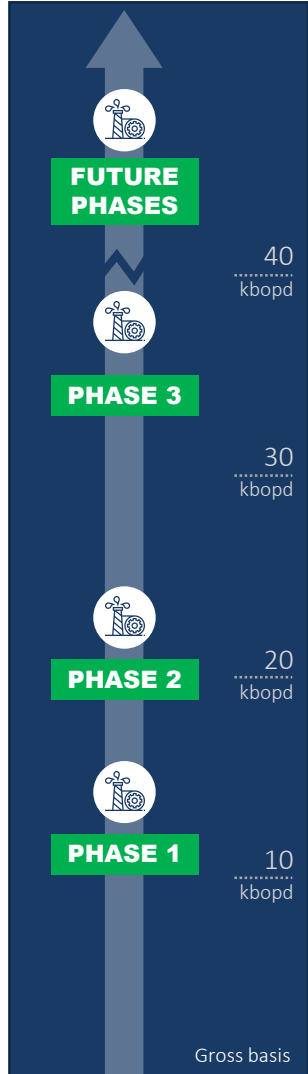 FUTURE
PHASES
40
kbopd
PHASE 3
30
kbopd
PHASE 2
20
kbopd
PHASE 1
10
kbopd
Gross basis